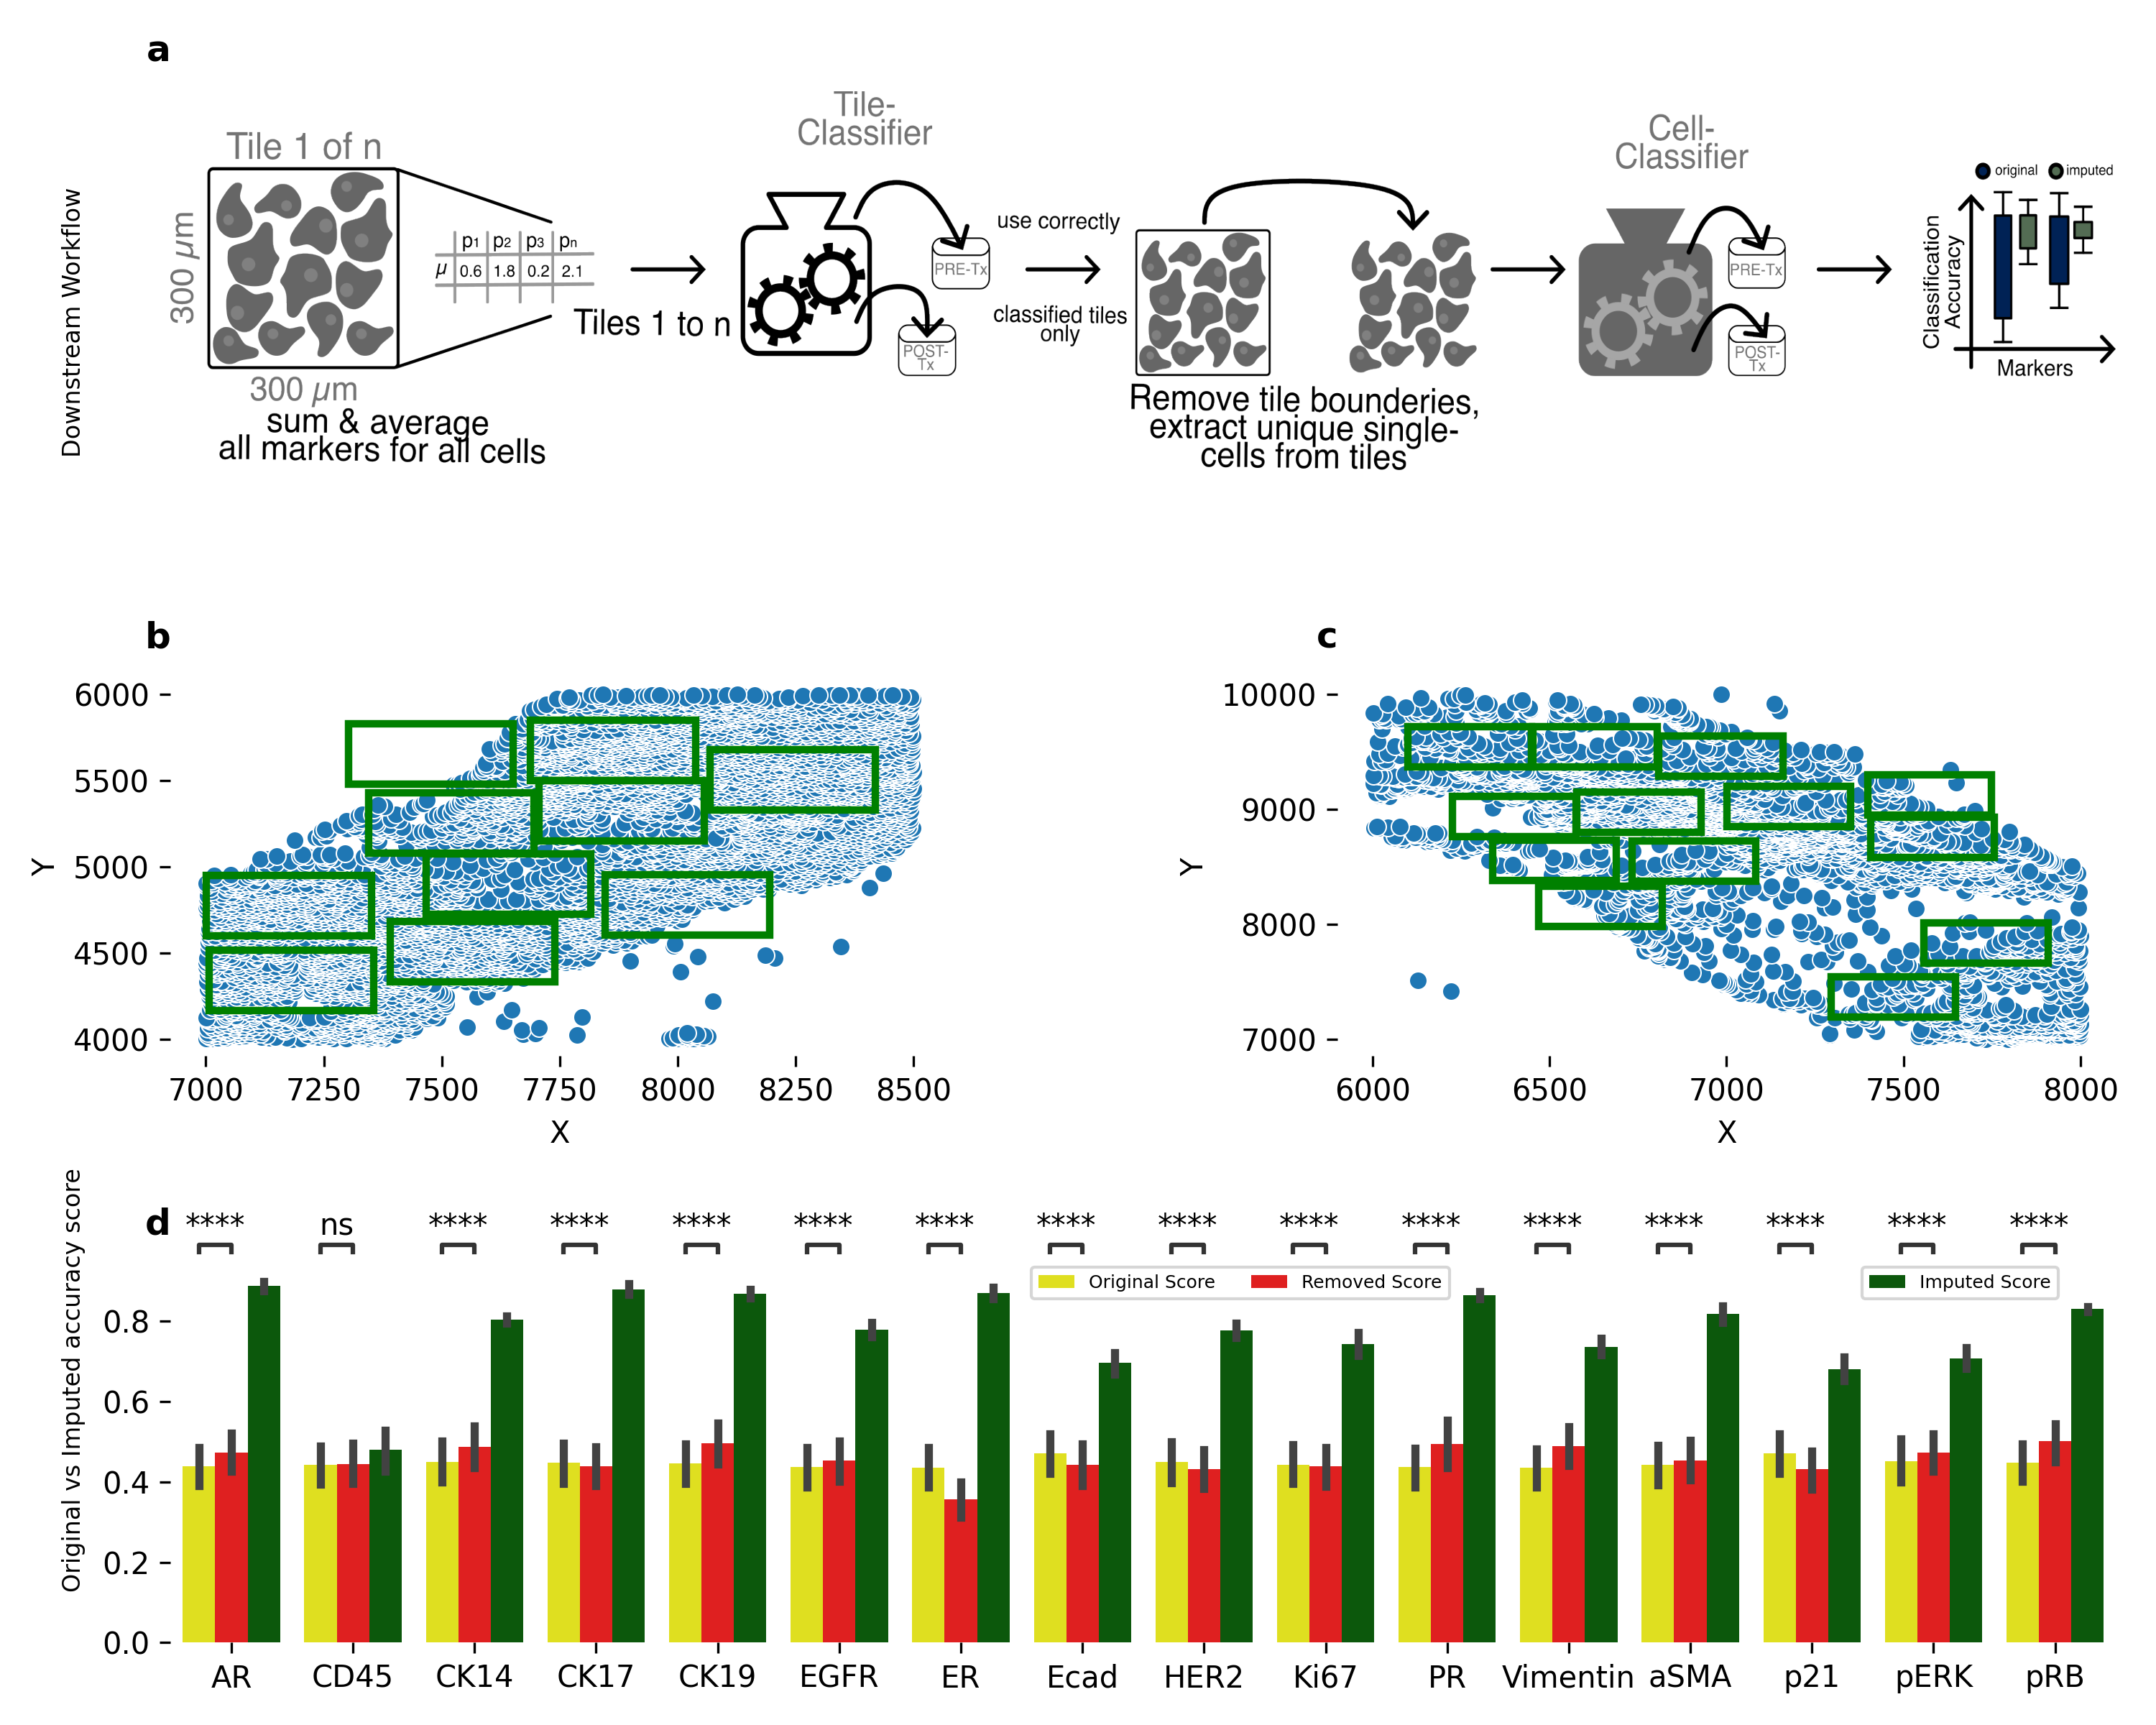 a
Downstream Workflow
Tile 1 of n
300 µm
300 µm
sum & average
all markers for all cells
p1 p2 p3 pn
µ 0.6 1.8 0.2 2.1
Tiles 1 to n
Tile-
Classifier
PRE-Tx
POST-
Tx
use correctly
classified tiles
only
Remove tile bounderies,
extract unique single-
cells from tiles
Cell-
Classifier
PRE-Tx
POST-
Tx
original imputed
Classification
Accuracy
Markers
b
Y
6000
5500
5000
4500
4000
7000 7250 7500 7750 8000 8250 8500
X
c
Y
10000
9000
8000
7000
6000 6500 7000 7500 8000
X
d
Original vs Imputed accuracy score
**** ns **** **** **** **** **** **** **** **** **** **** **** **** **** ****
Original Score Removed Score Imputed Score
0.8
0.6
0.4
0.2
0.0
AR CD45 CK14 CK17 CK19 EGFR ER Ecad HER2 Ki67 PR Vimentin aSMA p21 pERK pRB